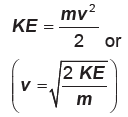 KE = mv²/2 or
(v = √(2 KE/m))